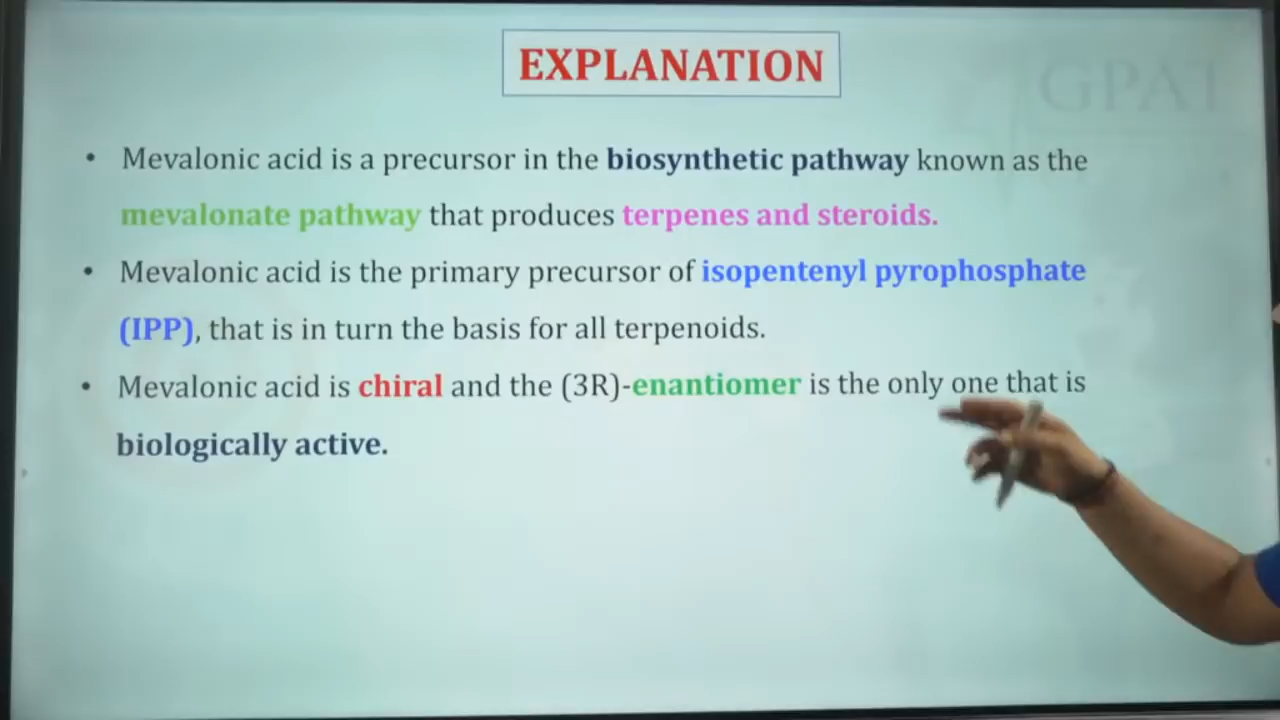 EXPLANATION
GPAT
• Mevalonic acid is a precursor in the biosynthetic pathway known as the
mevalonate pathway that produces terpenes and steroids.
• Mevalonic acid is the primary precursor of isopentenyl pyrophosphate
(IPP), that is in turn the basis for all terpenoids.
• Mevalonic acid is chiral and the (3R)-enantiomer is the only one that is
biologically active.